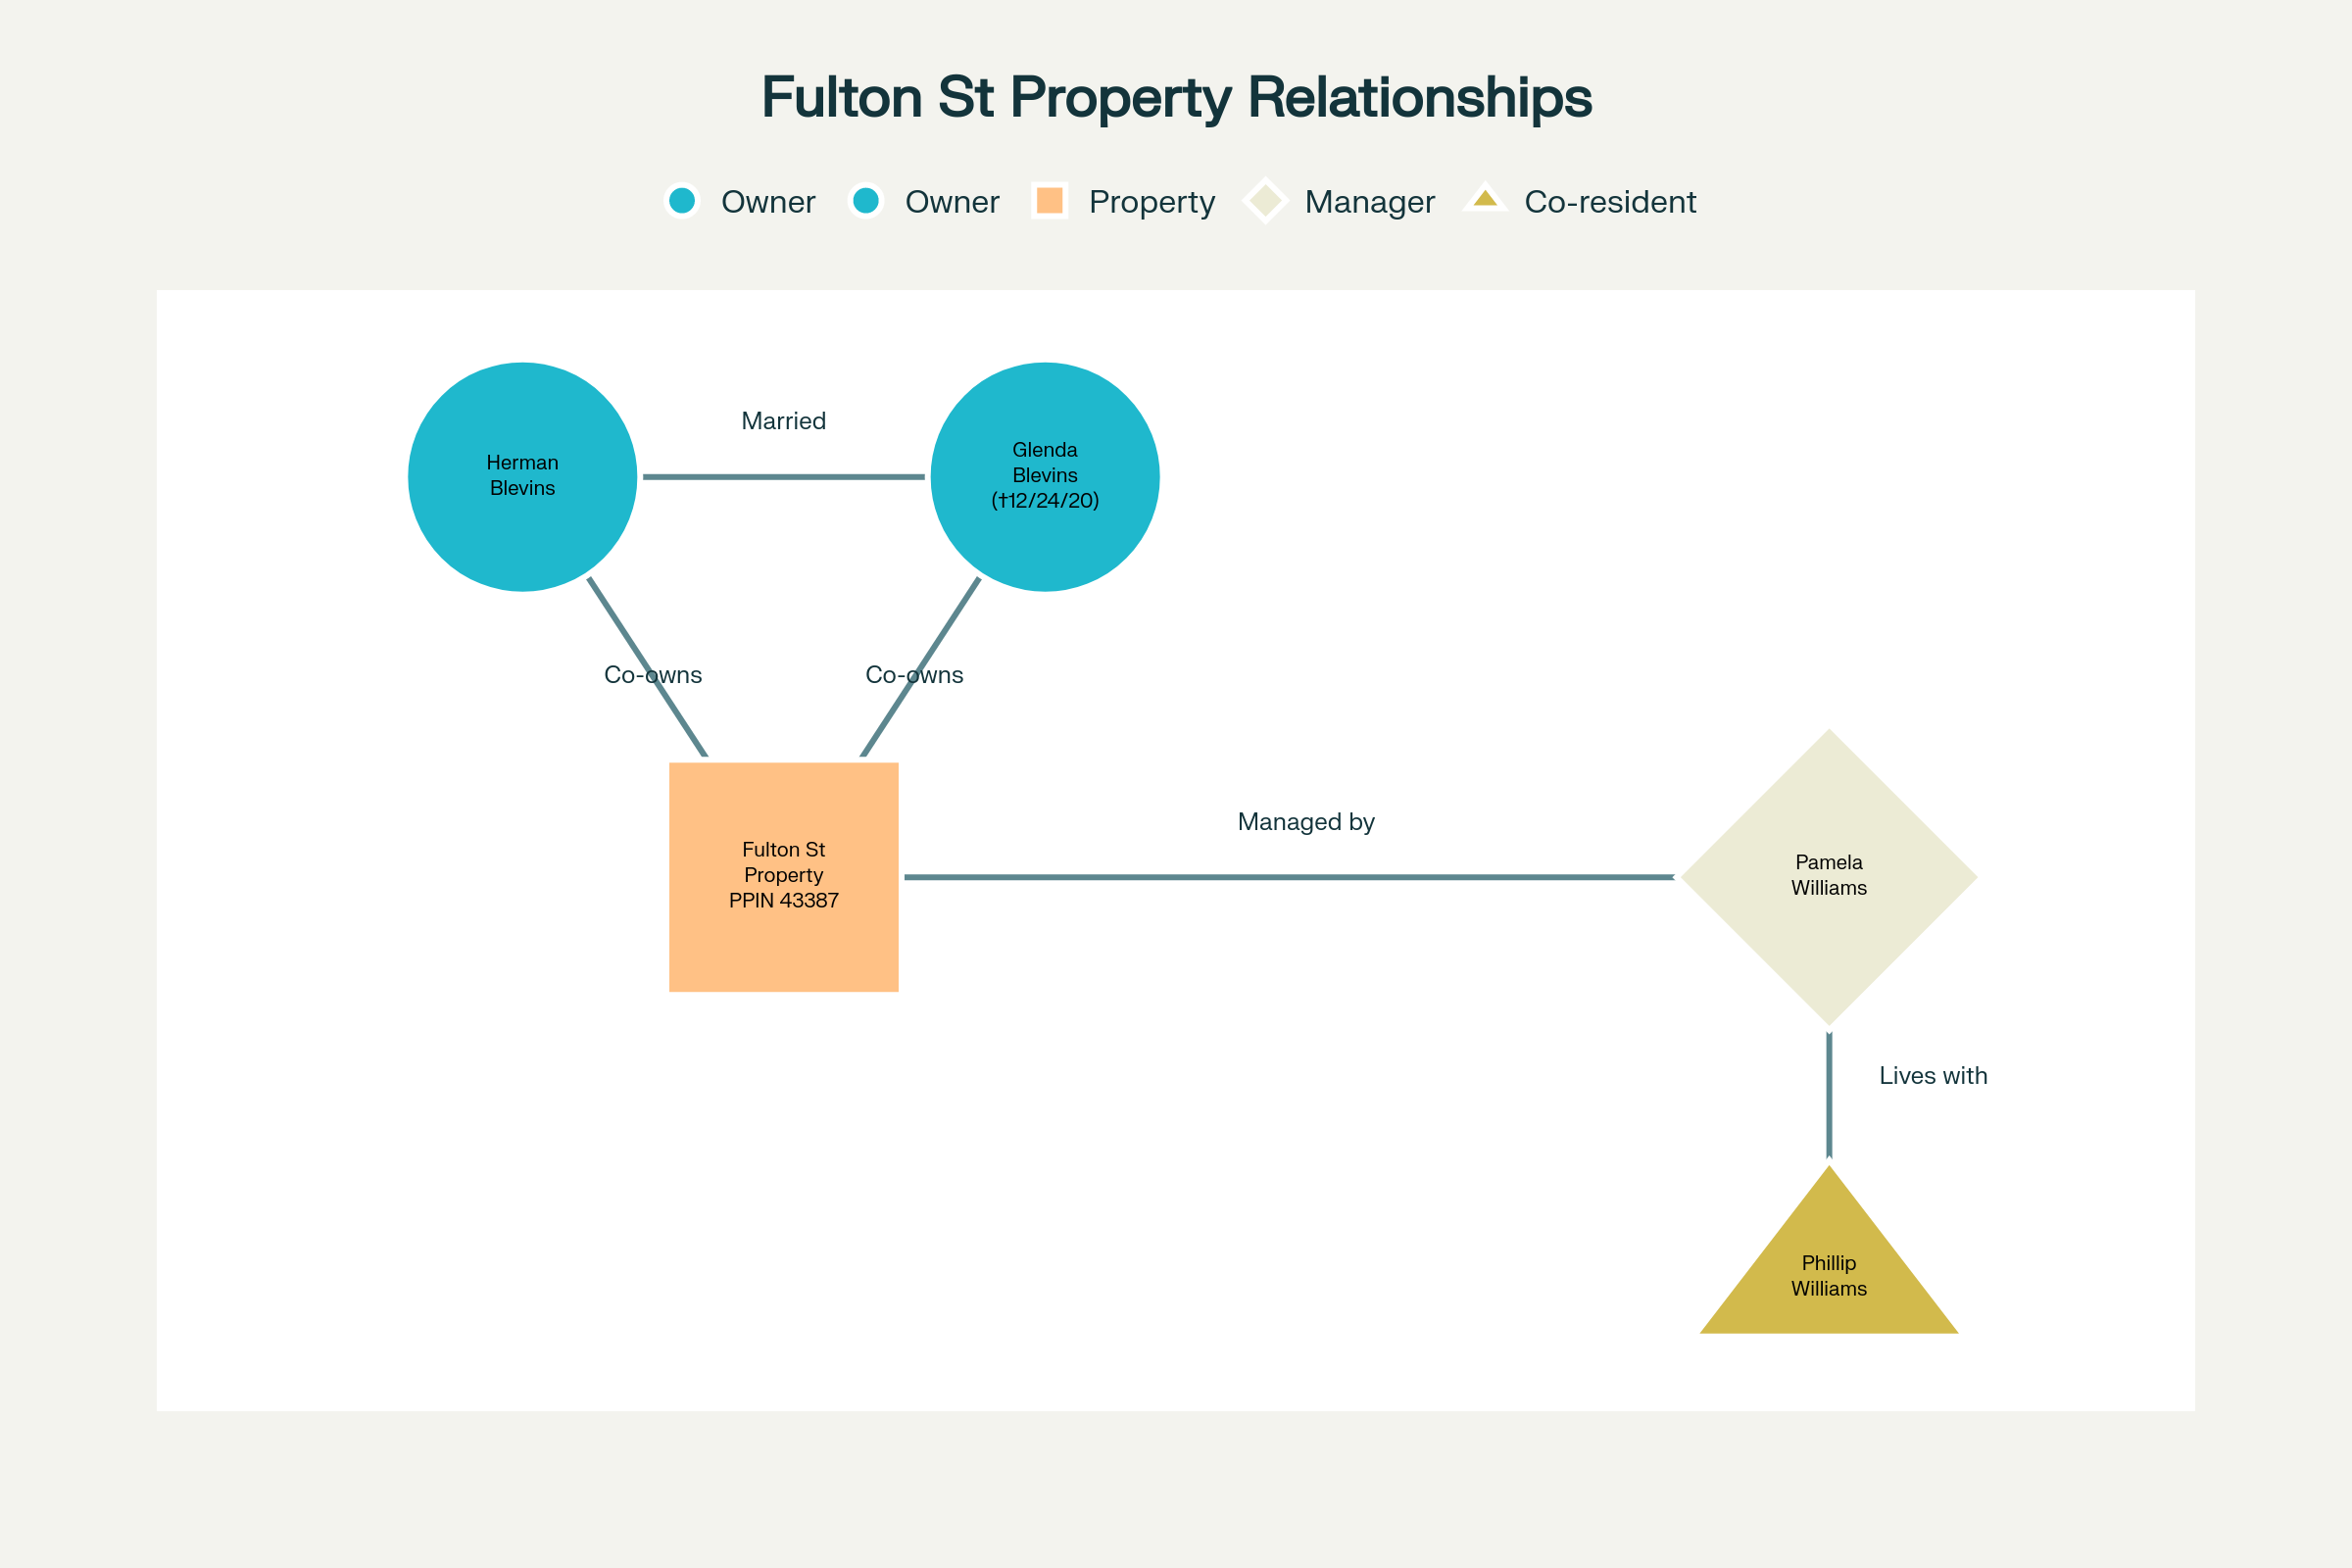 Fulton St Property Relationships
Owner
Owner
Property
Manager
Co-resident
Married
Herman
Blevins
Glenda
Blevins
(†12/24/20)
Co-owns
Co-owns
Fulton St
Property
PPIN 43387
Managed by
Pamela
Williams
Lives with
Phillip
Williams